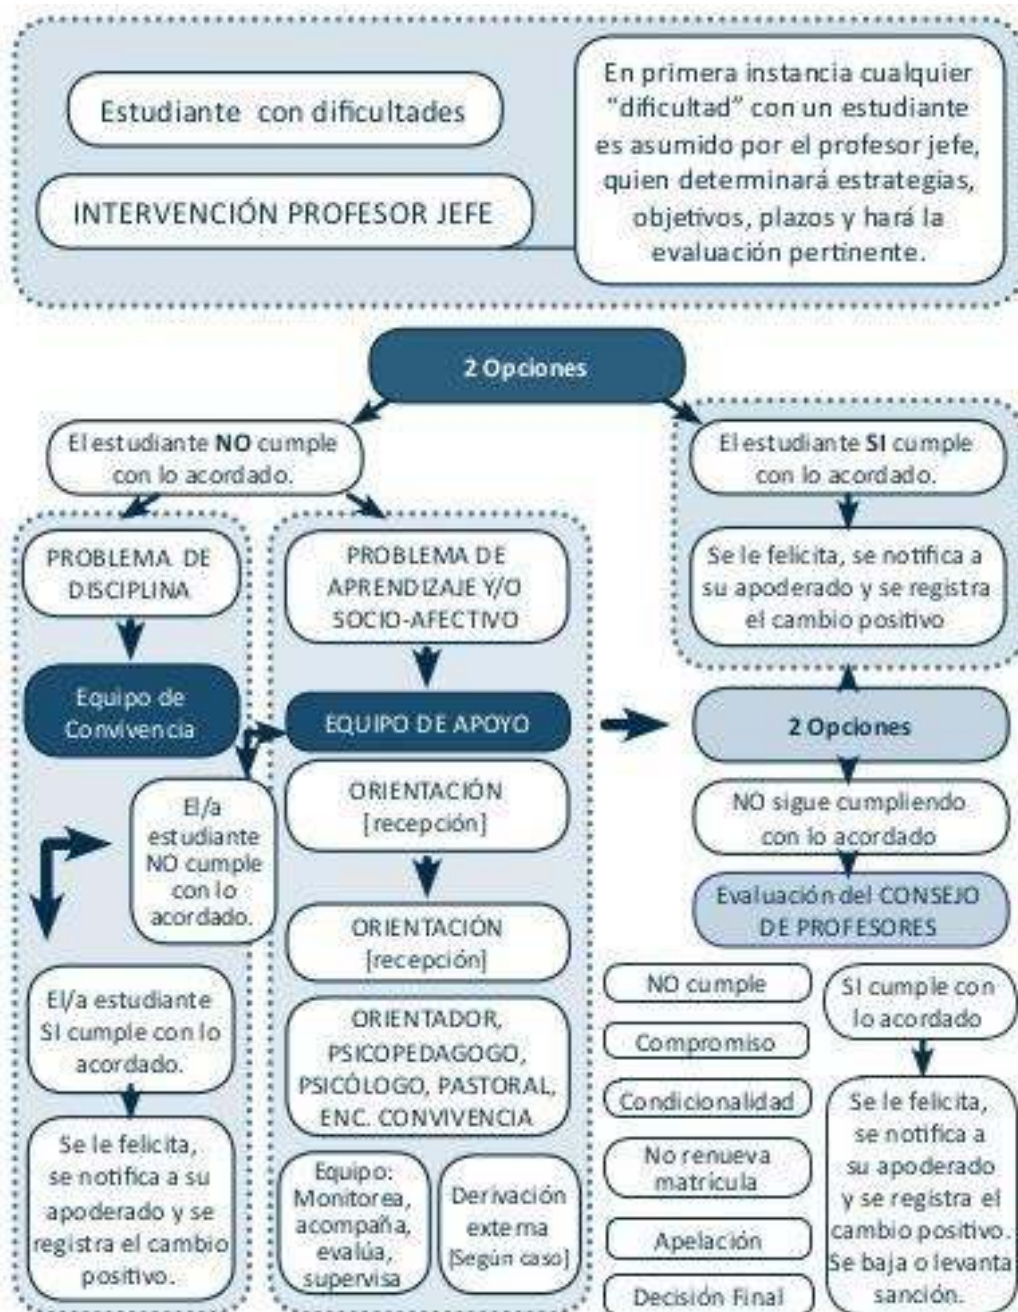 Estudiante con dificultades
INTERVENCIÓN PROFESOR JEFE
En primera instancia cualquier
"dificultad" con un estudiante
es asumido por el profesor jefe,
quien determinará estrategias,
objetivos, plazos y hará la
evaluación pertinente.
2 Opciones
El estudiante NO cumple
con lo acordado.
El estudiante SI cumple
con lo acordado.
Se le felicita, se notifica a
su apoderado y se registra
el cambio positivo
PROBLEMA DE
DISCIPLINA
Equipo de
Convivencia
El/a
estudiante
NO cumple
con lo
acordado.
El/a estudiante
SI cumple con lo
acordado.
Se le felicita,
se notifica a su
apoderado y se
registra el cambio
positivo.
PROBLEMA DE
APRENDIZAJE Y/O
SOCIO-AFECTIVO
EQUIPO DE APOYO
ORIENTACIÓN
[recepción]
ORIENTACIÓN
[recepción]
ORIENTADOR,
PSICOPEDAGOGO,
PSICÓLOGO, PASTORAL,
ENC. CONVIVENCIA
Equipo:
Monitorea,
acompaña,
evalúa,
supervisa
Derivación
externa
[Según caso]
2 Opciones
NO sigue cumpliendo
con lo acordado
Evaluación del CONSEJO
DE PROFESORES
NO cumple
Compromiso
Condicionalidad
No renueva
matricula
Apelación
Decisión Final
SI cumple con
lo acordado
Se le felicita,
se notifica a
su apoderado
y se registra el
cambio positivo.
Se baja o levanta
sanción.